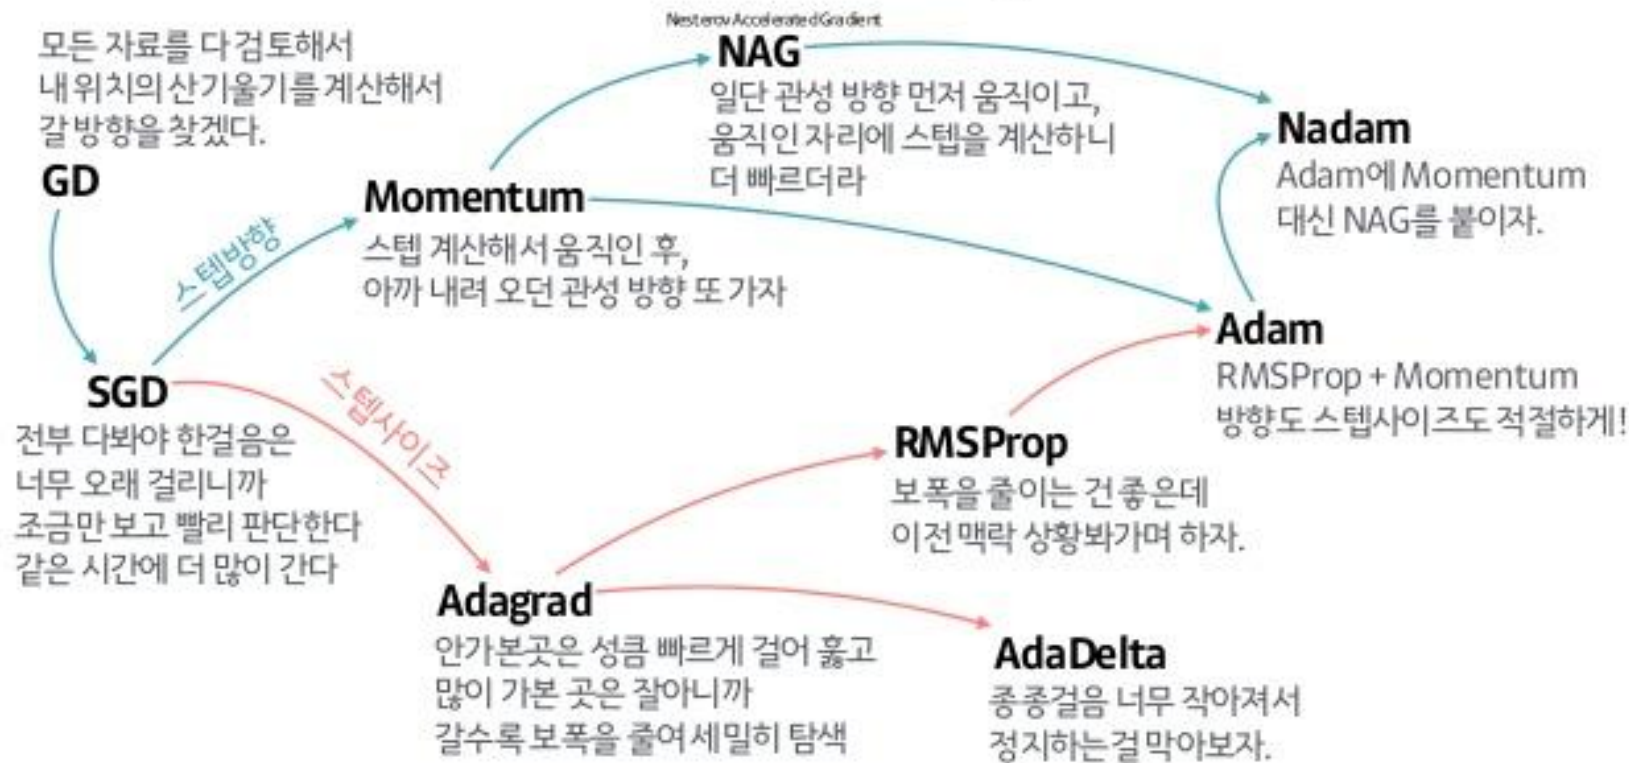 모든 자료를 다 검토해서
내 위치의 산기울기를 계산해서
갈 방향을 찾겠다.
GD
스텝방향
SGD
전부 다봐야 한걸음은
너무 오래 걸리니까
조금만 보고 빨리 판단한다
같은 시간에 더 많이 간다
Momentum
스텝 계산해서 움직인 후,
아까 내려 오던 관성 방향 또 가자
Nesterov Accelerated Gradient
NAG
일단 관성 방향 먼저 움직이고,
움직인 자리에 스텝을 계산하니
더 빠르더라
Nadam
Adam에 Momentum
대신 NAG를 붙이자.
Adam
RMSProp + Momentum
방향도 스텝사이즈도 적절하게!
스텝사이즈
RMSProp
보폭을 줄이는 건 좋은데
이전 맥락 상황봐가며 하자.
Adagrad
안가본곳은 성큼 빠르게 걸어 훑고
많이 가본 곳은 잘아니까
갈수록 보폭을 줄여 세밀히 탐색
AdaDelta
종종걸음 너무 작아져서
정지하는걸 막아보자.